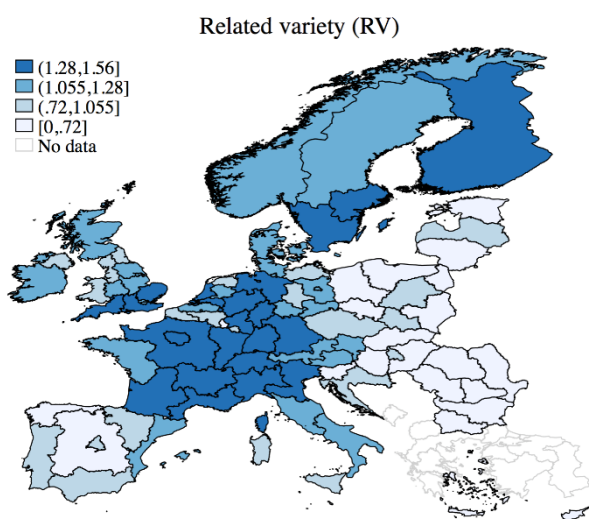 Related variety (RV)
(1.28,1.56]
(1.055,1.28]
(.72,1.055]
[0,.72]
No data